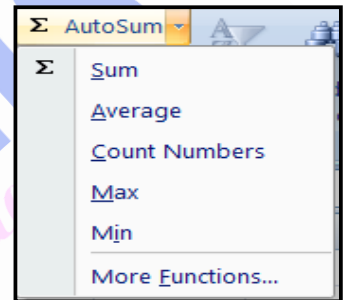 Σ AutoSum
Σ Sum
Average
Count Numbers
Max
Min
More Functions...